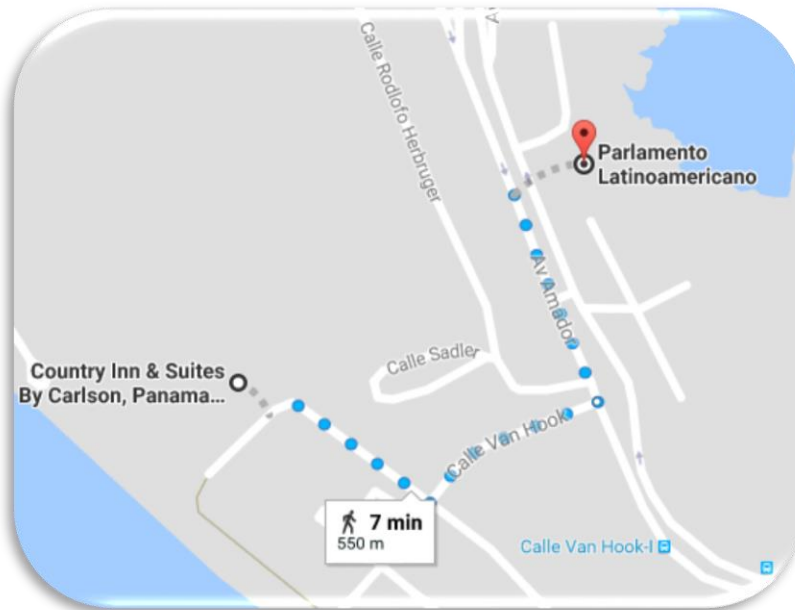 Calle Rodlofo Herbruger
Parlamento
Latinoamericano
Av Amador
Calle Sadler
Country Inn & Suites
By Carlson, Panama...
Calle Van Hook
7 min
550 m
Calle Van Hook-I